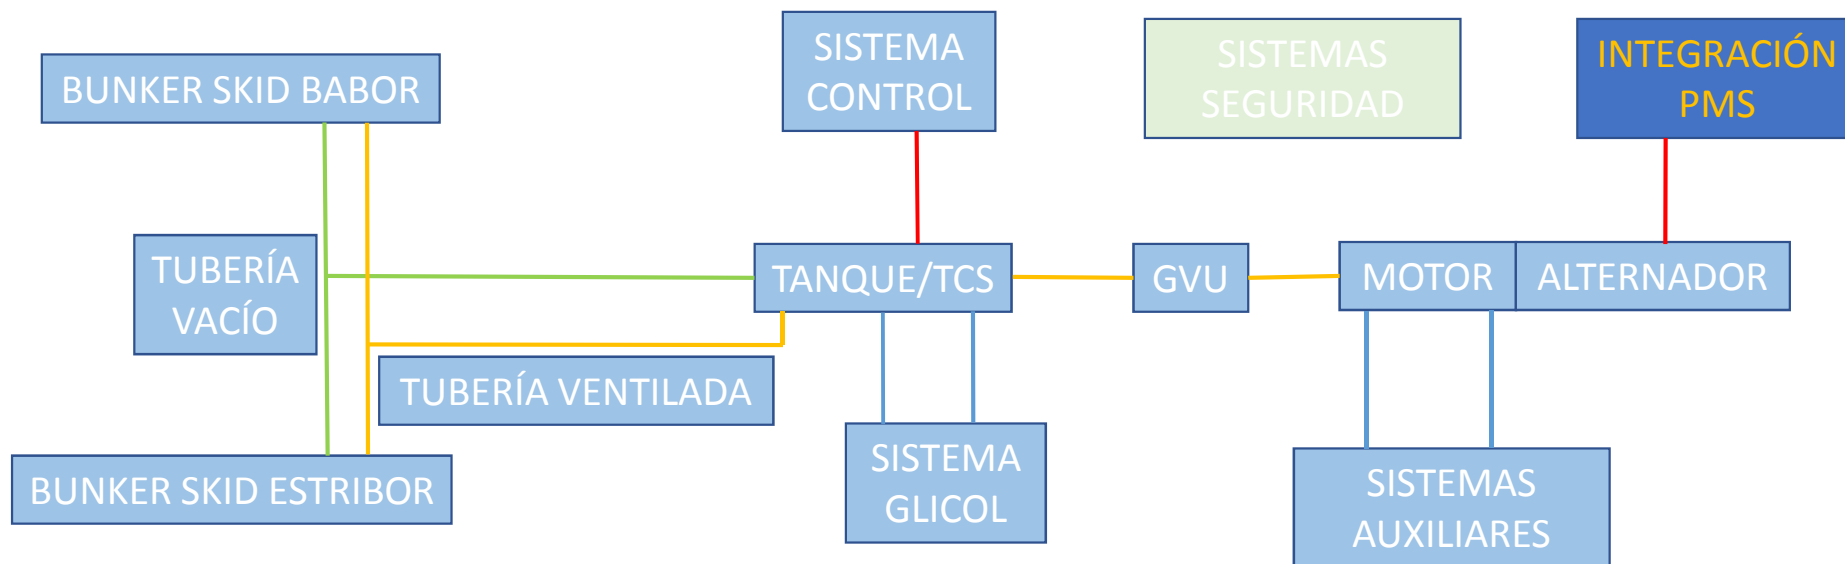 BUNKER SKID BABOR
SISTEMA
CONTROL
SISTEMAS
SEGURIDAD
INTEGRACIÓN
PMS
TUBERÍA
VACÍO
TANQUE/TCS
GVU
MOTOR
ALTERNADOR
TUBERÍA VENTILADA
BUNKER SKID ESTRIBOR
SISTEMA
GLICOL
SISTEMAS
AUXILIARES